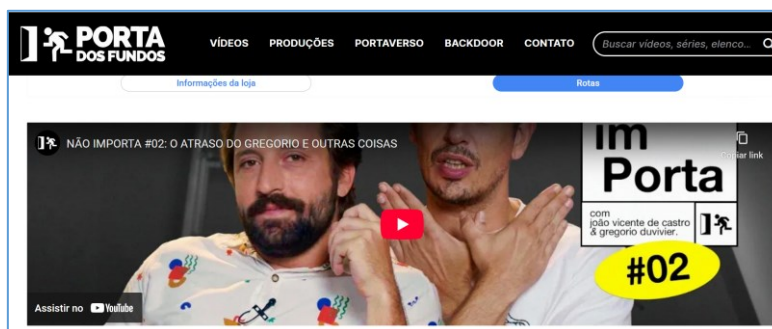 PORTA
DOS FUNDOS
VÍDEOS PRODUÇÕES PORTAVERSO BACKDOOR CONTATO Buscar vídeos, séries, elenco...
Informações da loja Rotas
NÃO IMPORTA #02: O ATRASO DO GREGORIO E OUTRAS COISAS
Copiar link
im
Porta
com
joão vicente de castro
& gregorio duvivier.
#02
Assistir no YouTube